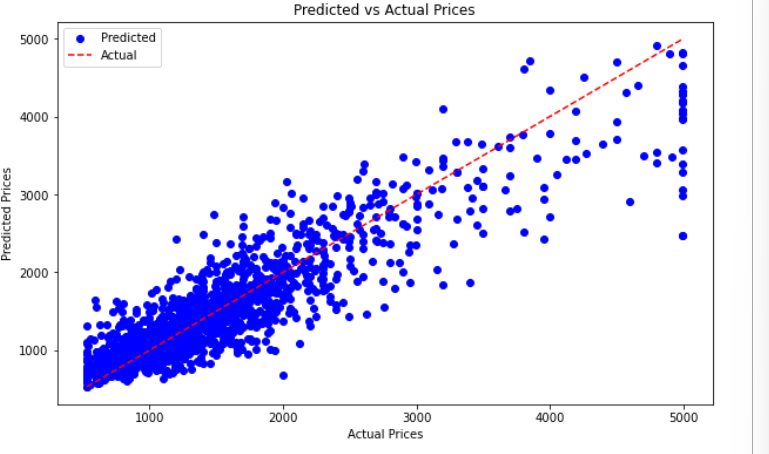 Predicted vs Actual Prices
5000
4000
3000
2000
1000
Predicted Prices
Predicted
Actual
1000
2000
3000
4000
5000
Actual Prices